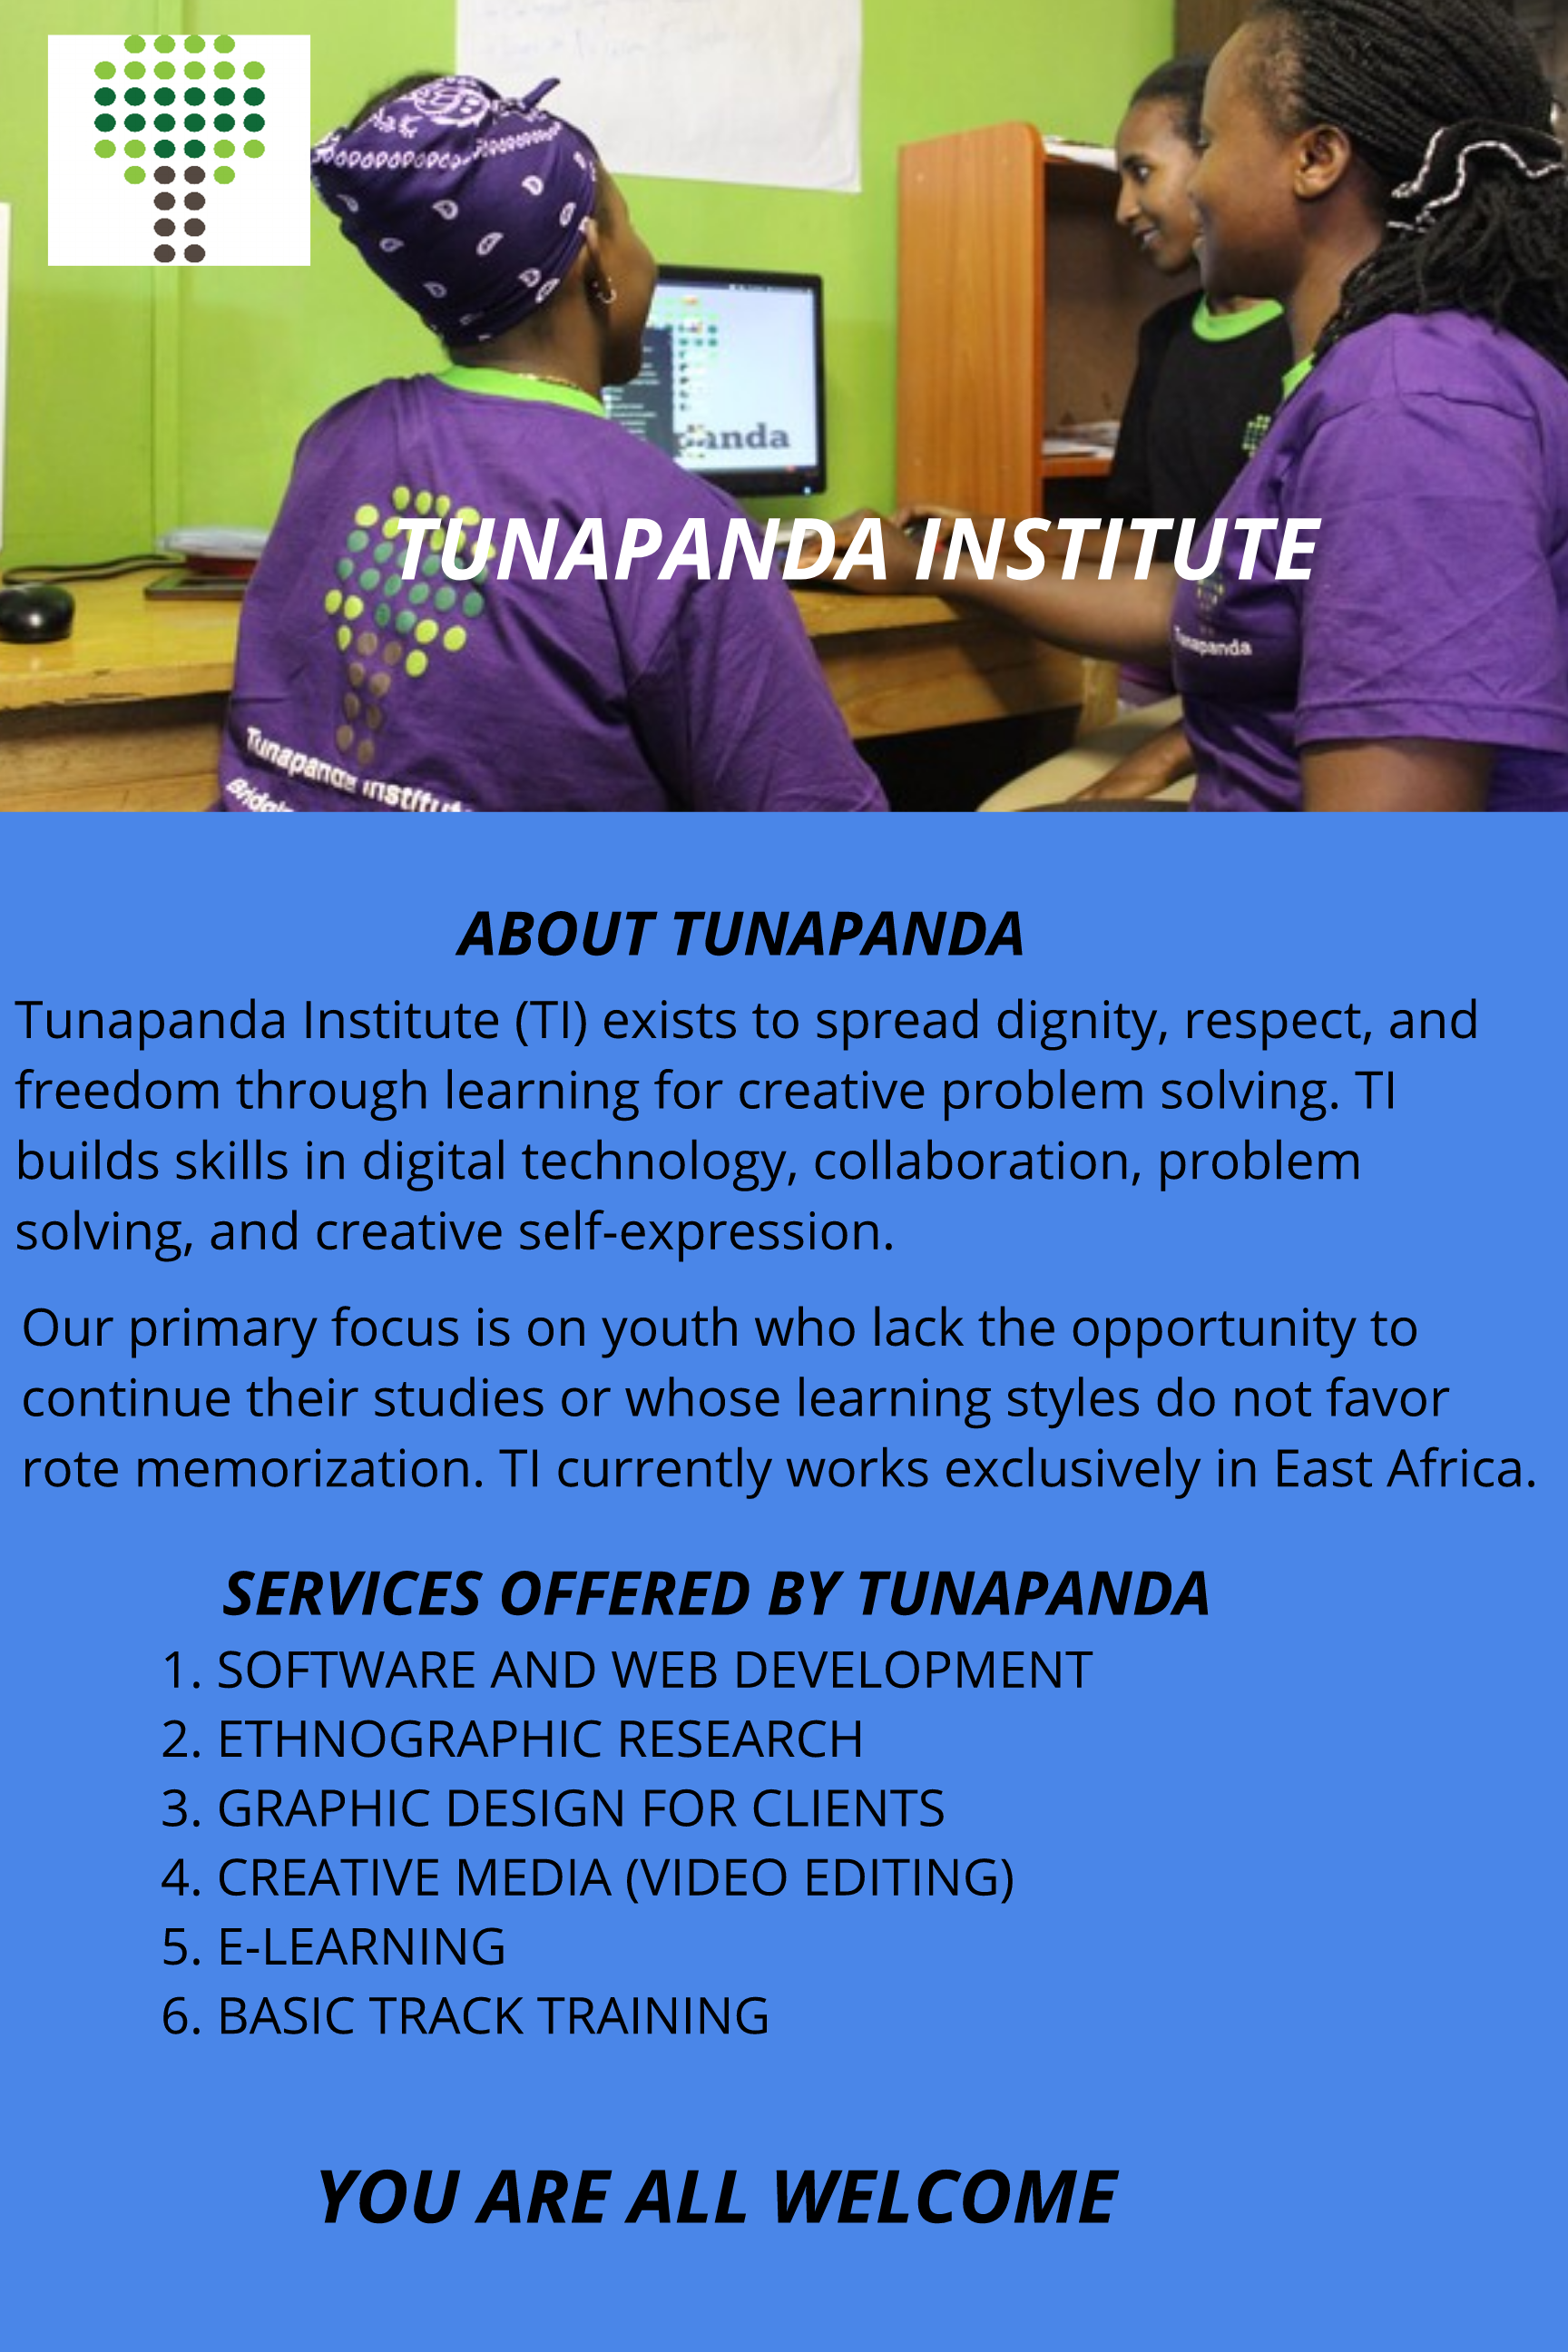 panda
TUNAPANDA INSTITUTE
Tunapanda
Tunapanda Institute
ABOUT TUNAPANDA
Tunapanda Institute (TI) exists to spread dignity, respect, and
freedom through learning for creative problem solving. TI
builds skills in digital technology, collaboration, problem
solving, and creative self-expression.
Our primary focus is on youth who lack the opportunity to
continue their studies or whose learning styles do not favor
rote memorization. TI currently works exclusively in East Africa.
SERVICES OFFERED BY TUNAPANDA
1. SOFTWARE AND WEB DEVELOPMENT
2. ETHNOGRAPHIC RESEARCH
3. GRAPHIC DESIGN FOR CLIENTS
4. CREATIVE MEDIA (VIDEO EDITING)
5. E-LEARNING
6. BASIC TRACK TRAINING
YOU ARE ALL WELCOME